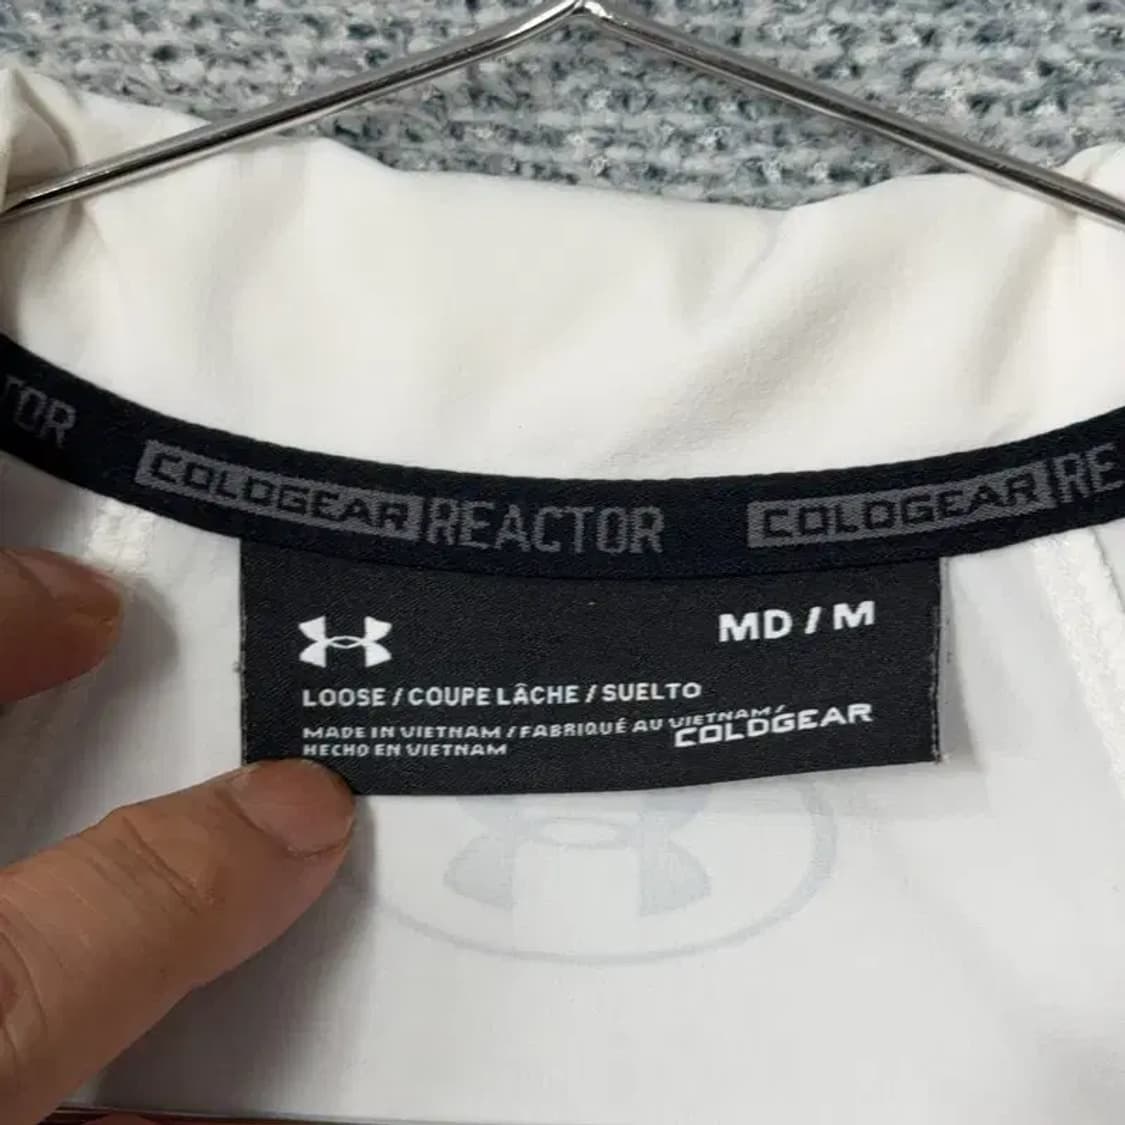 TOR COLDGEAR REACTOR COLDGEAR RE
MD / M
LOOSE / COUPE LÂCHE / SUELTO
MADE IN VIETNAM / FABRIQUÉ AU VIETNAM /
HECHO EN VIETNAM
COLDGEAR